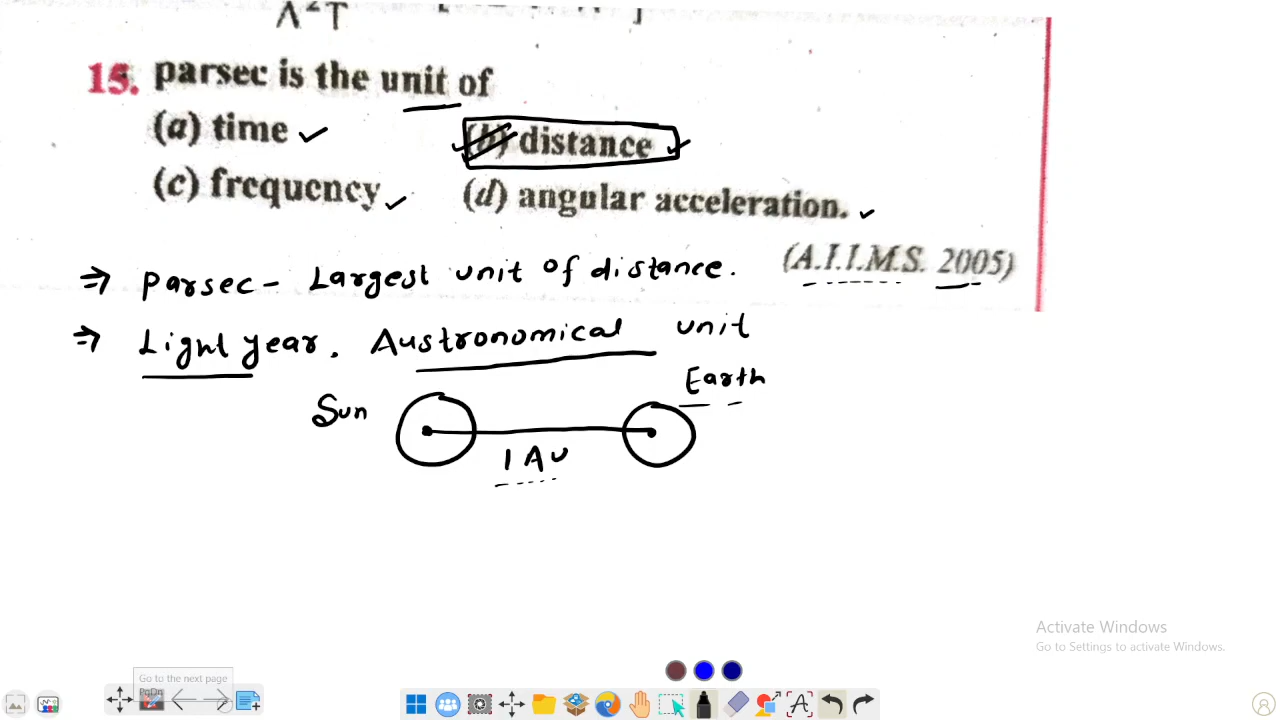 Λ²T
15. parsec is the unit of
(a) time (b) distance
(c) frequency (d) angular acceleration.
(A.I.I.M.S. 2005)
⇒ Parsec - Largest unit of distance.
⇒ Light year. Austronomical unit
Earth
Sun
1 AU
Activate Windows
Go to Settings to activate Windows.
Go to the next page
PgDn